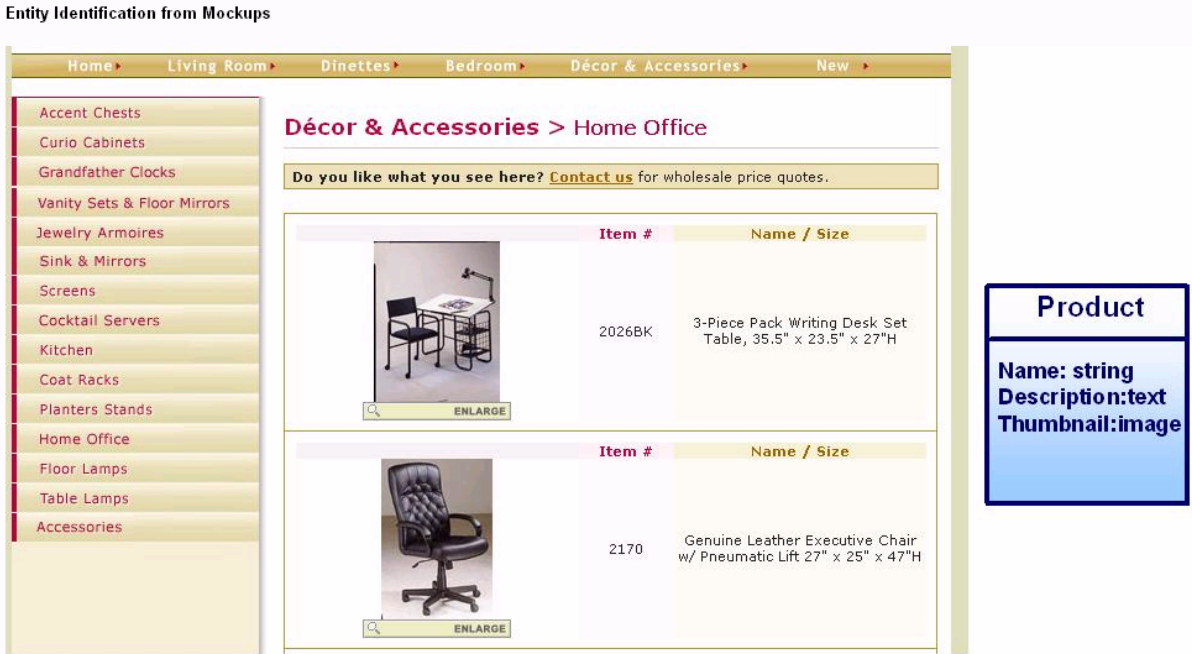 Entity Identification from Mockups
Home Living Room Dinettes Bedroom Décor & Accessories New
Accent Chests
Curio Cabinets
Grandfather Clocks
Vanity Sets & Floor Mirrors
Jewelry Armoires
Sink & Mirrors
Screens
Cocktail Servers
Kitchen
Coat Racks
Planters Stands
Home Office
Floor Lamps
Table Lamps
Accessories
Décor & Accessories > Home Office
Do you like what you see here? Contact us for wholesale price quotes.
Item # Name / Size
2026BK
3-Piece Pack Writing Desk Set
Table, 35.5" x 23.5" x 27"H
ENLARGE
Item # Name / Size
2170
Genuine Leather Executive Chair
w/ Pneumatic Lift 27" x 25" x 47"H
ENLARGE
Product
Name: string
Description:text
Thumbnail:image